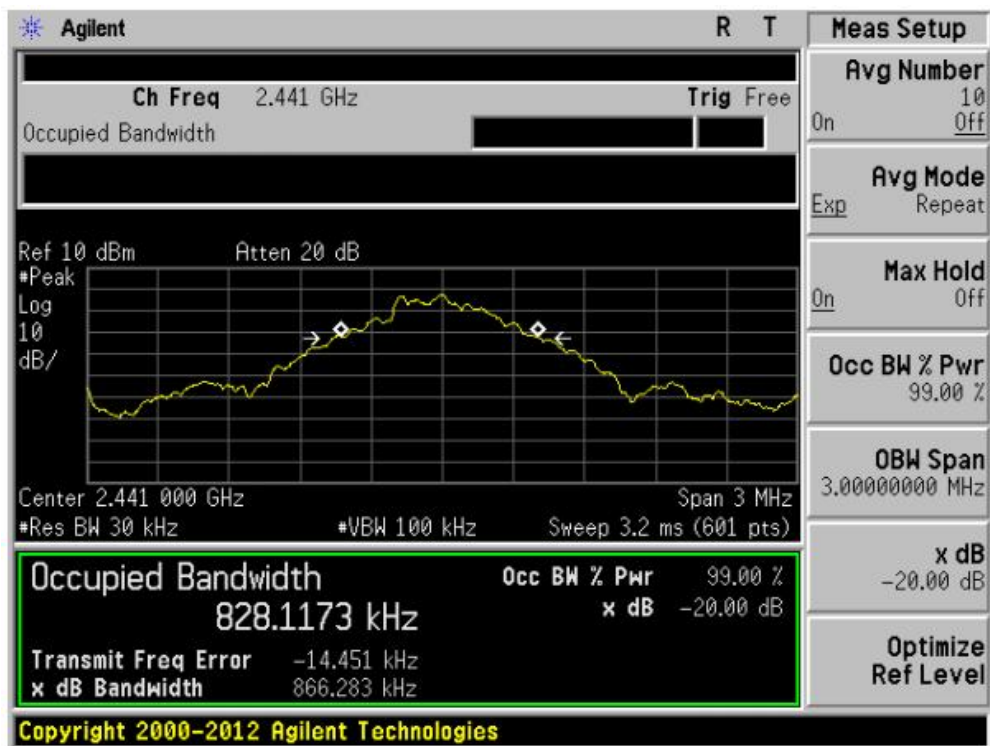 Agilent R T
Ch Freq 2.441 GHz Trig Free
Occupied Bandwidth
Ref 10 dBm Atten 20 dB
#Peak
Log
10
dB/
Center 2.441 000 GHz Span 3 MHz
#Res BW 30 kHz #VBW 100 kHz Sweep 3.2 ms (601 pts)
Occupied Bandwidth Occ BW % Pwr 99.00 %
828.1173 kHz x dB -20.00 dB
Transmit Freq Error -14.451 kHz
x dB Bandwidth 866.283 kHz
Copyright 2000-2012 Agilent Technologies
Meas Setup
Avg Number
10
On Off
Avg Mode
Exp Repeat
Max Hold
On Off
Occ BW % Pwr
99.00 %
OBW Span
3.00000000 MHz
x dB
-20.00 dB
Optimize
Ref Level